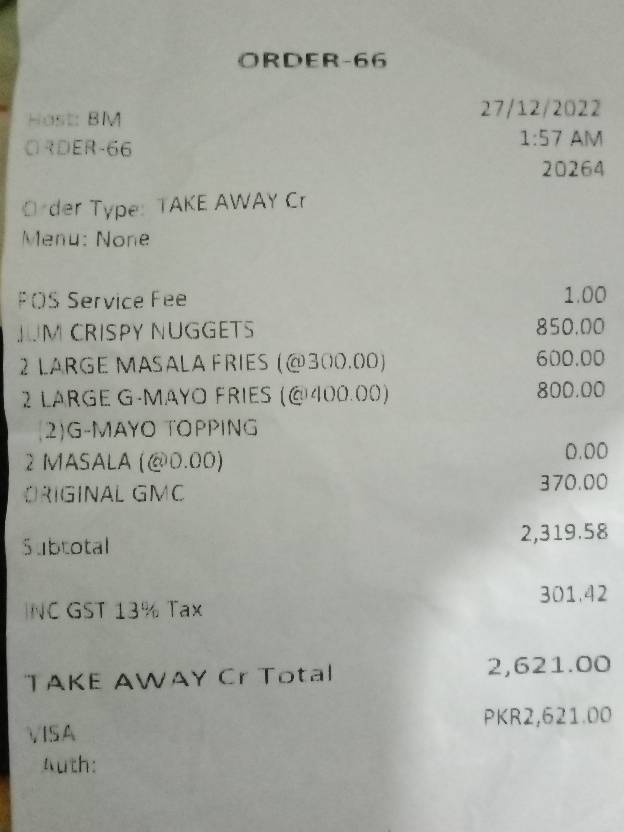 ORDER-66
Host: BM 27/12/2022
ORDER-66 1:57 AM
20264
Order Type: TAKE AWAY Cr
Menu: None
POS Service Fee 1.00
JUM CRISPY NUGGETS 850.00
2 LARGE MASALA FRIES (@300.00) 600.00
2 LARGE G-MAYO FRIES (@400.00) 800.00
(2)G-MAYO TOPPING
2 MASALA (@0.00) 0.00
ORIGINAL GMC 370.00
Subtotal 2,319.58
INC GST 13% Tax 301.42
TAKE AWAY Cr Total 2,621.00
VISA PKR2,621.00
Auth: